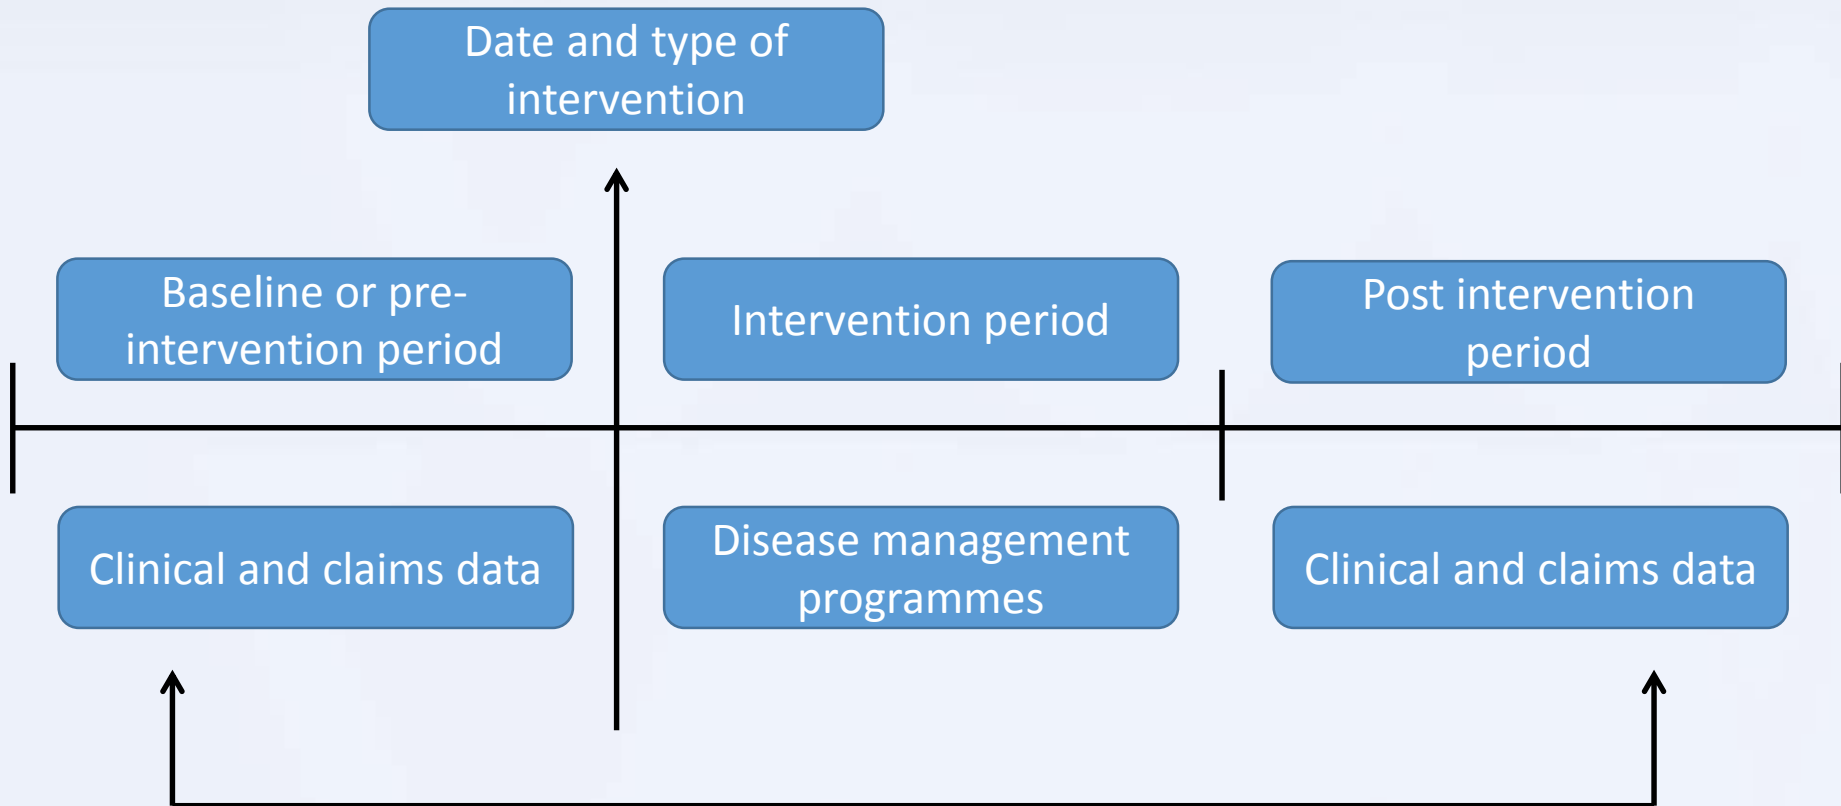 Date and type of
intervention
Baseline or pre-
intervention period
Intervention period
Post intervention
period
Clinical and claims data
Disease management
programmes
Clinical and claims data